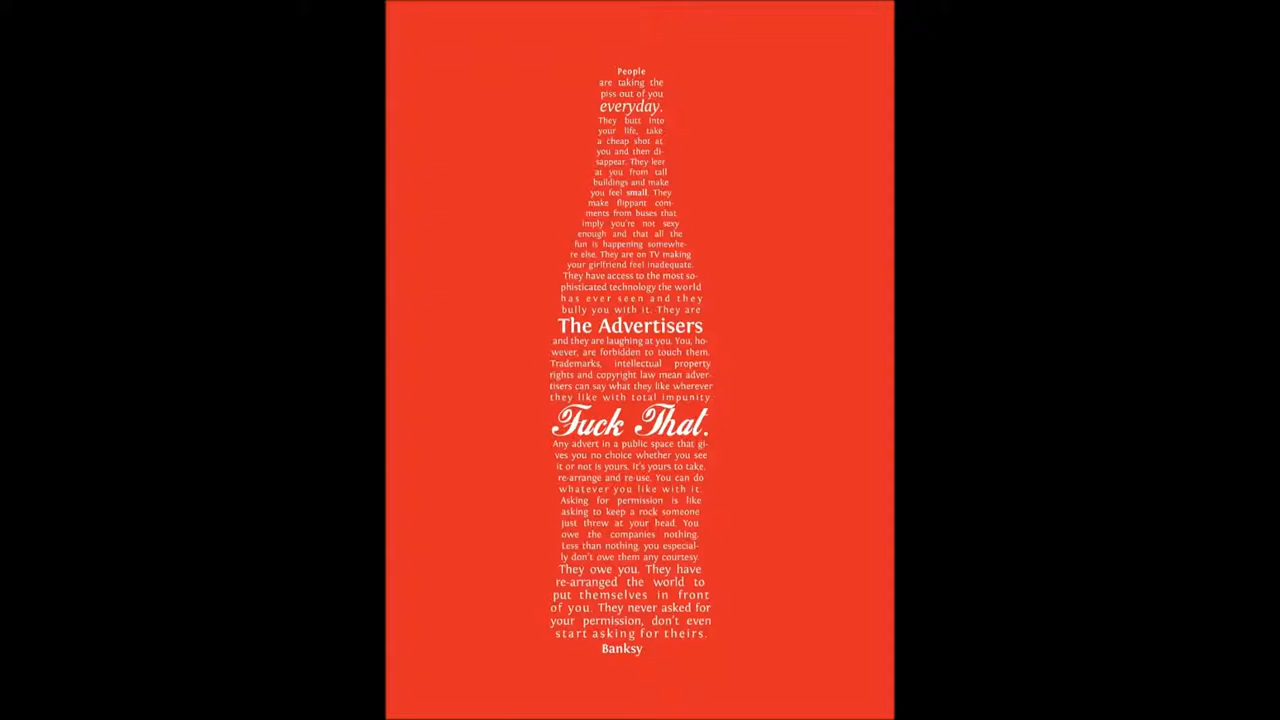 People
are taking the
piss out of you
everyday.
They butt into
your life, take
a cheap shot at
you and then di-
sappear. They leer
at you from tall
buildings and make
you feel small. They
make flippant com-
ments from buses that
imply you're not sexy
enough and that all the
fun is happening somewhe-
re else. They are on TV making
your girlfriend feel inadequate.
They have access to the most so-
phisticated technology the world
has ever seen and they
bully you with it. They are
The Advertisers
and they are laughing at you. You, ho-
wever, are forbidden to touch them.
Trademarks, intellectual property
rights and copyright law mean adver-
tisers can say what they like wherever
they like with total impunity.
Fuck That.
Any advert in a public space that gi-
ves you no choice whether you see
it or not is yours. It's yours to take,
re-arrange and re-use. You can do
whatever you like with it.
Asking for permission is like
asking to keep a rock someone
just threw at your head. You
owe the companies nothing.
Less than nothing, you especial-
ly don't owe them any courtesy.
They owe you. They have
re-arranged the world to
put themselves in front
of you. They never asked for
your permission, don't even
start asking for theirs.
Banksy